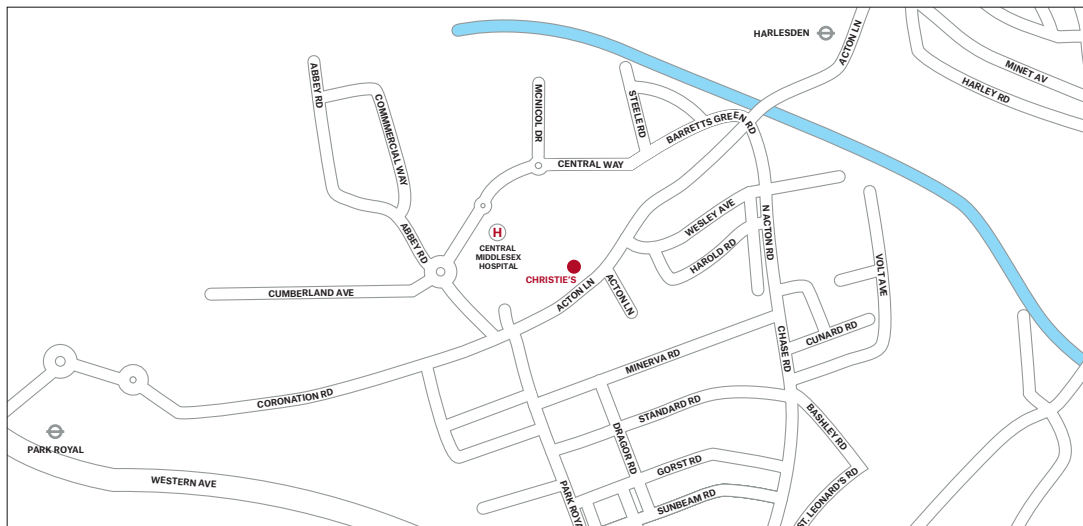 HARLESDEN
ACTON LN
MINET AV
HARLEY RD
ABBEY RD
COMMMERCIAL WAY
MCNICOL DR
STEELE RD
BARRETTS GREEN RD
CENTRAL WAY
WESLEY AVE
N ACTON RD
HAROLD RD
VOLT AVE
ABBEY RD
H
CENTRAL
MIDDLESEX
HOSPITAL
CHRISTIE'S
ACTON LN
ACTON LN
CUMBERLAND AVE
CUNARD RD
CHASE RD
MINERVA RD
CORONATION RD
STANDARD RD
BASHLEY RD
DRAGOR RD
PARK ROYAL
GORST RD
WESTERN AVE
PARK ROYAL
SUNBEAM RD
ST. LEONARD'S RD